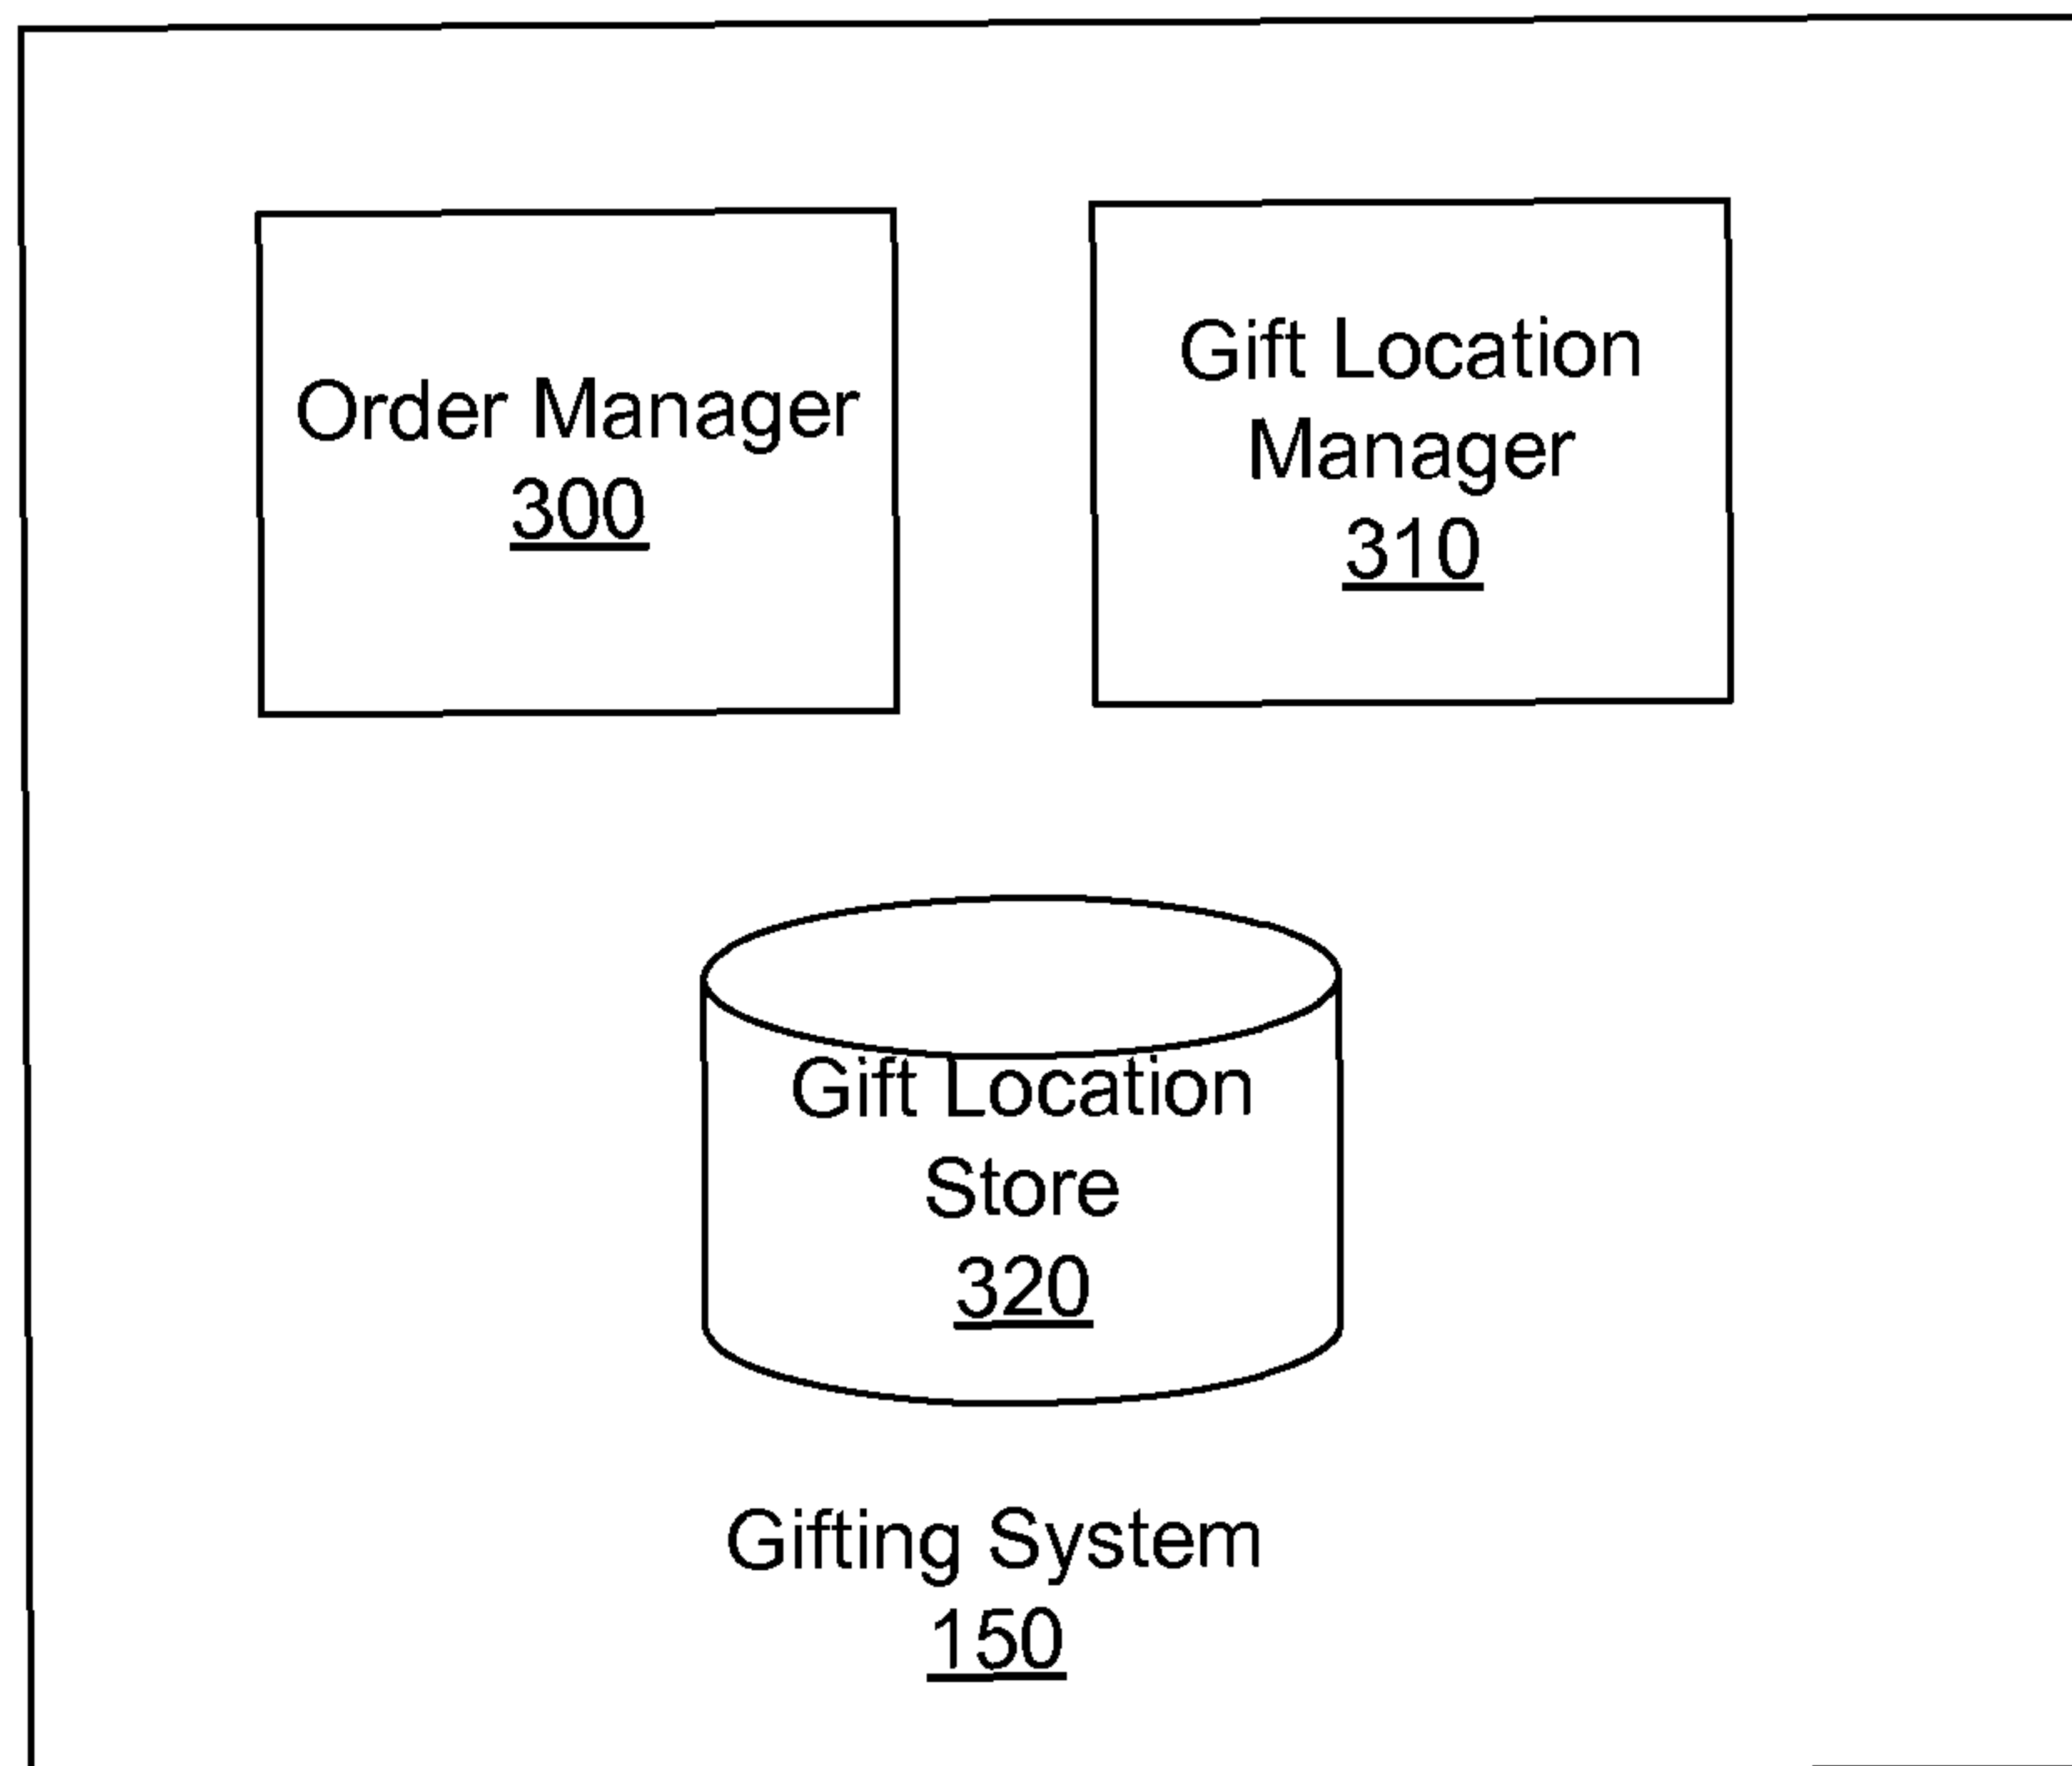 Order Manager
300
Gift Location
Manager
310
Gift Location
Store
320
Gifting System
150